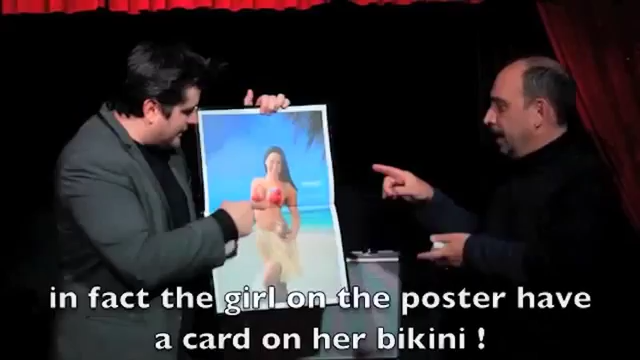 in fact the girl on the poster have
a card on her bikini !